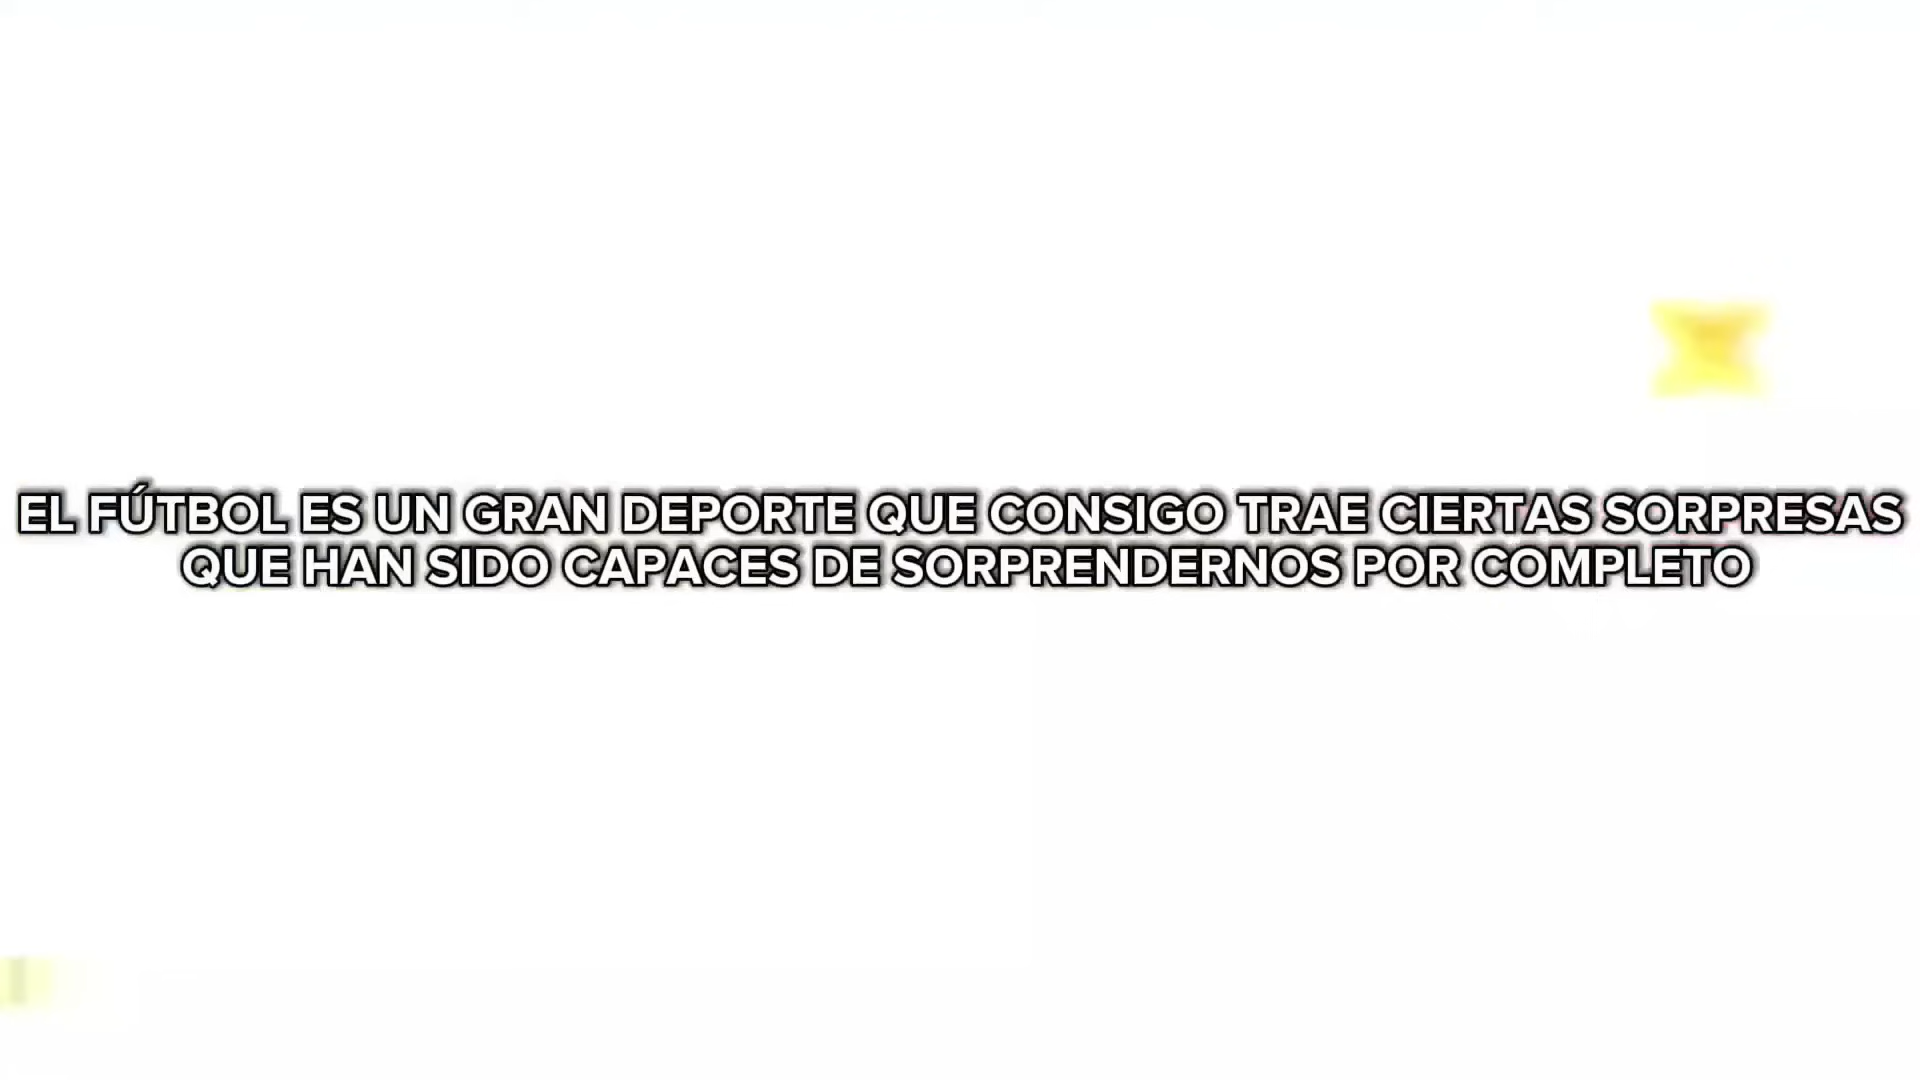 EL FÚTBOL ES UN GRAN DEPORTE QUE CONSIGO TRAE CIERTAS SORPRESAS
QUE HAN SIDO CAPACES DE SORPRENDERNOS POR COMPLETO